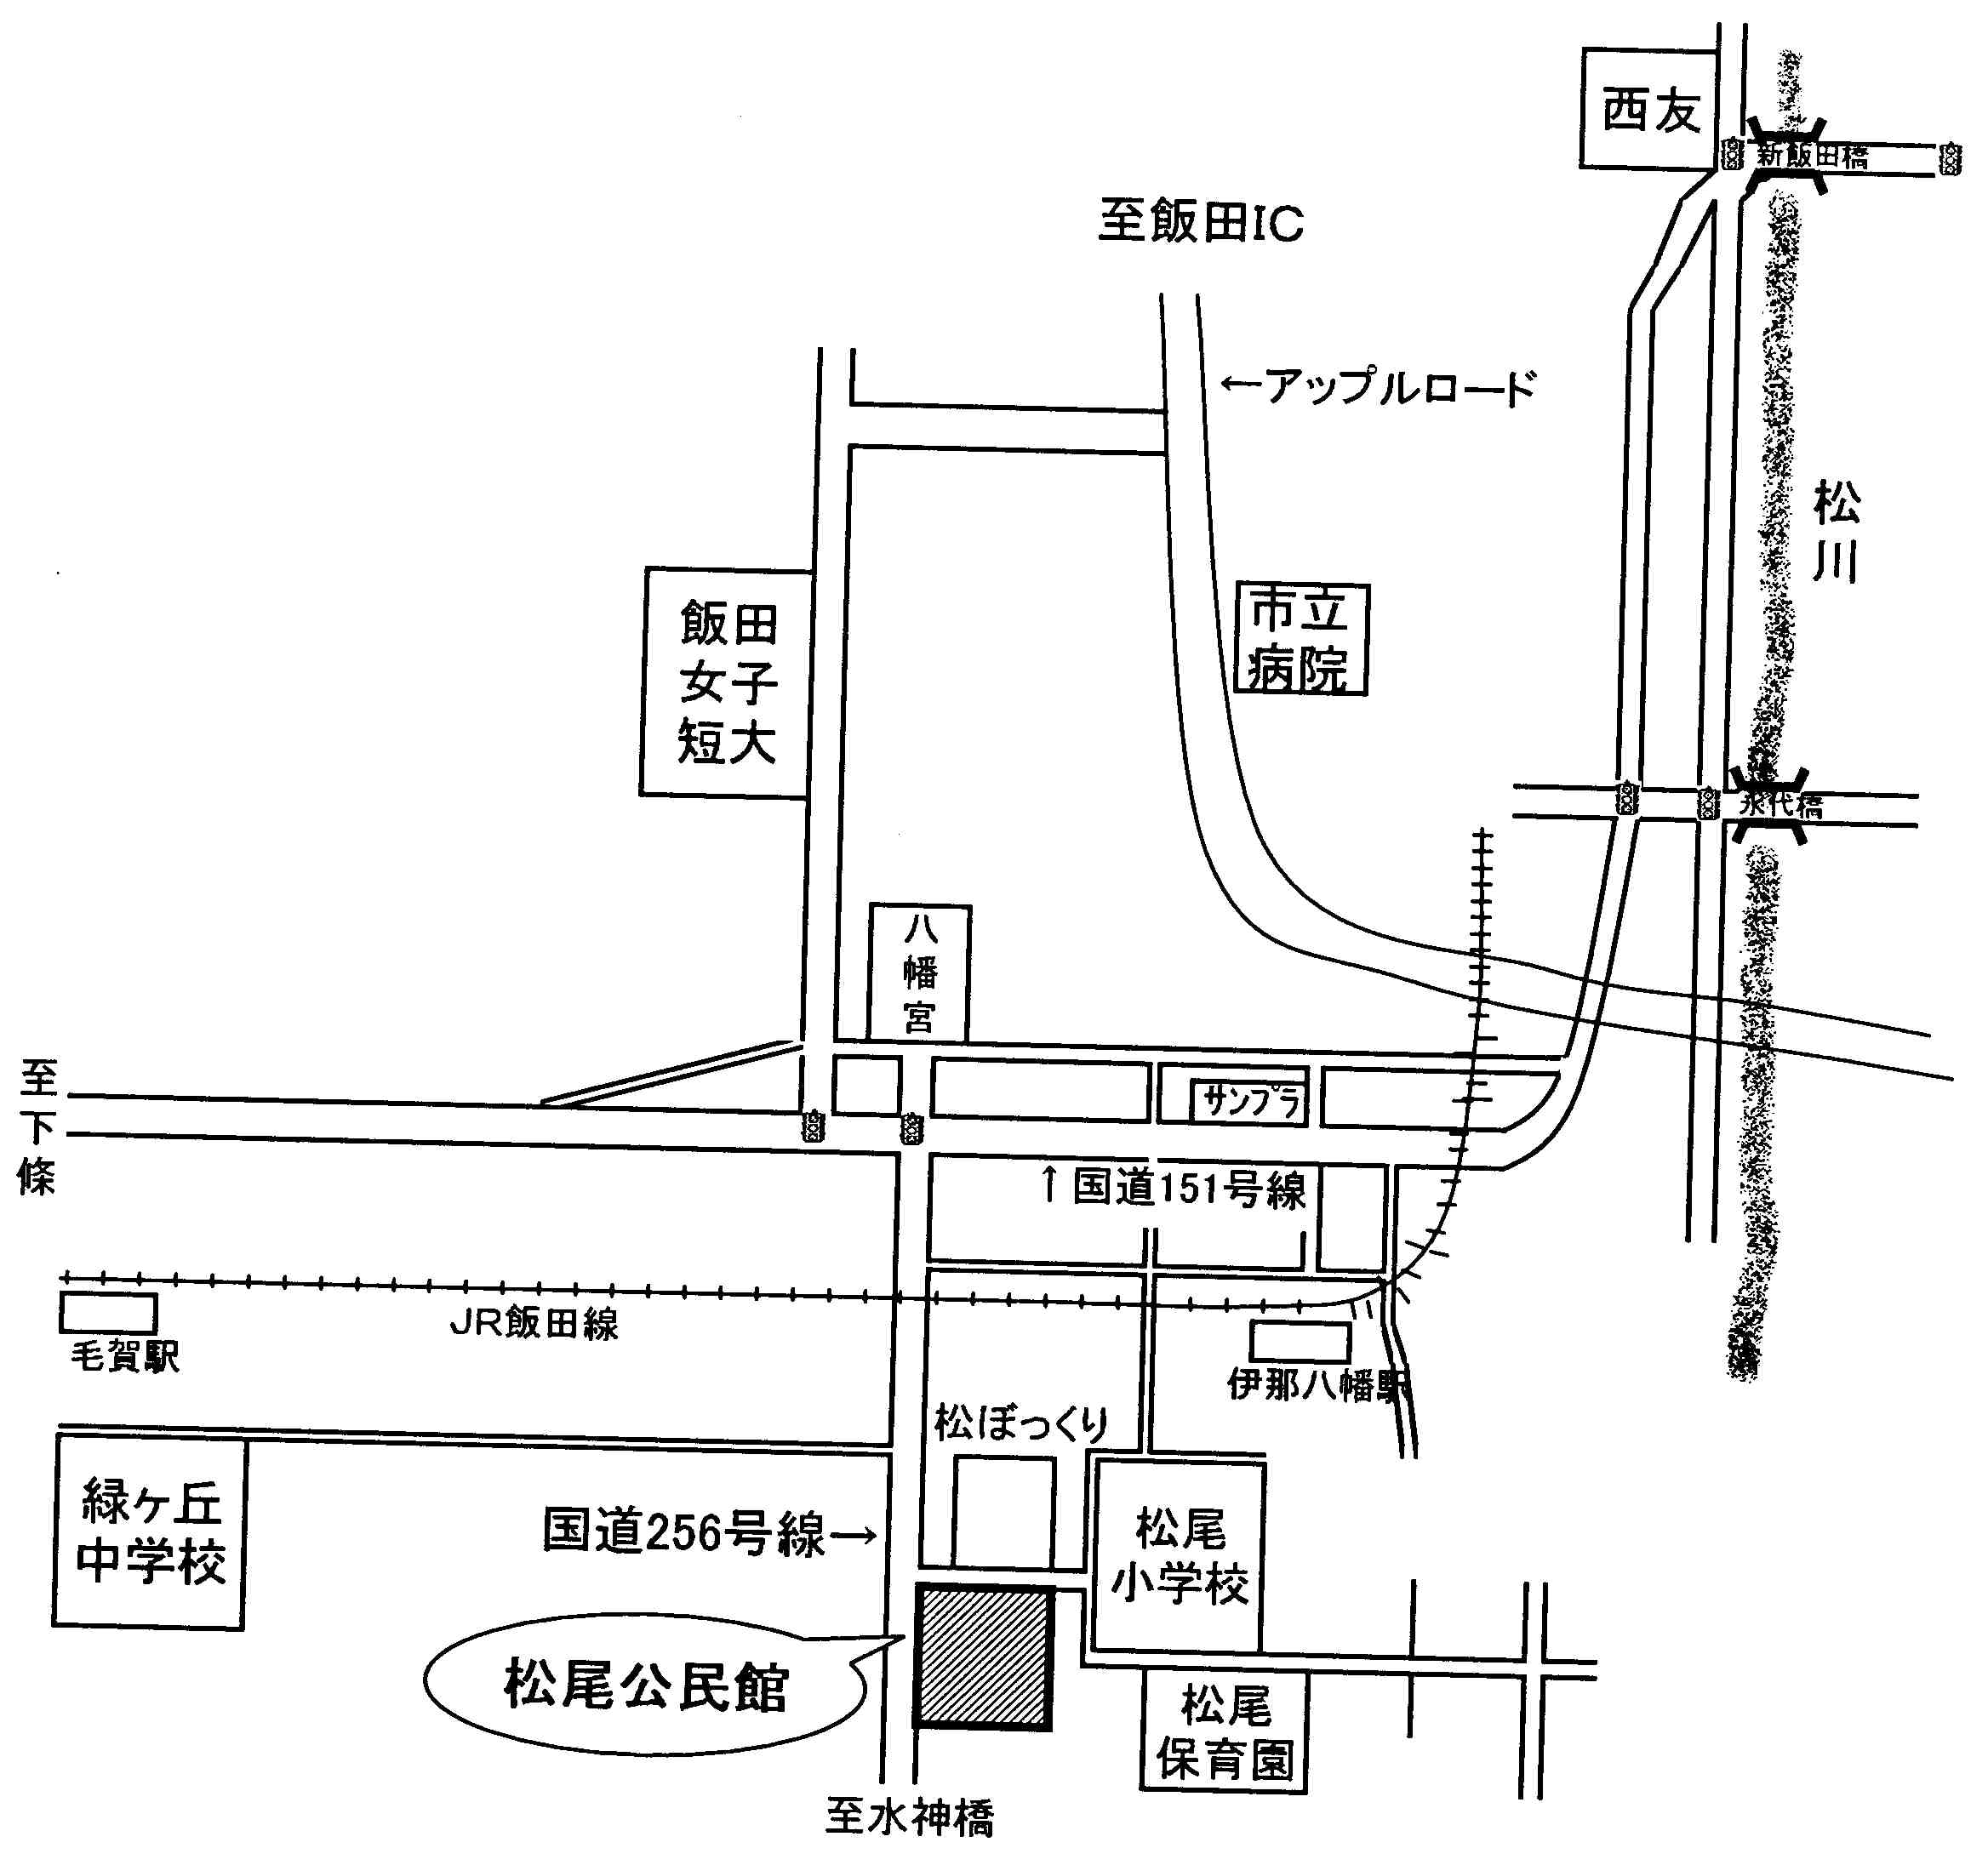 西友
新飯田橋
至飯田IC
←アップルロード
松
川
飯田
女子
短大
市立
病院
永代橋
八
幡
宮
至
下
條
サンプラ
↑国道151号線
JR飯田線
毛賀駅
伊那八幡駅
松ぼっくり
緑ヶ丘
中学校
国道256号線→
松尾
小学校
松尾公民館
松尾
保育園
至水神橋